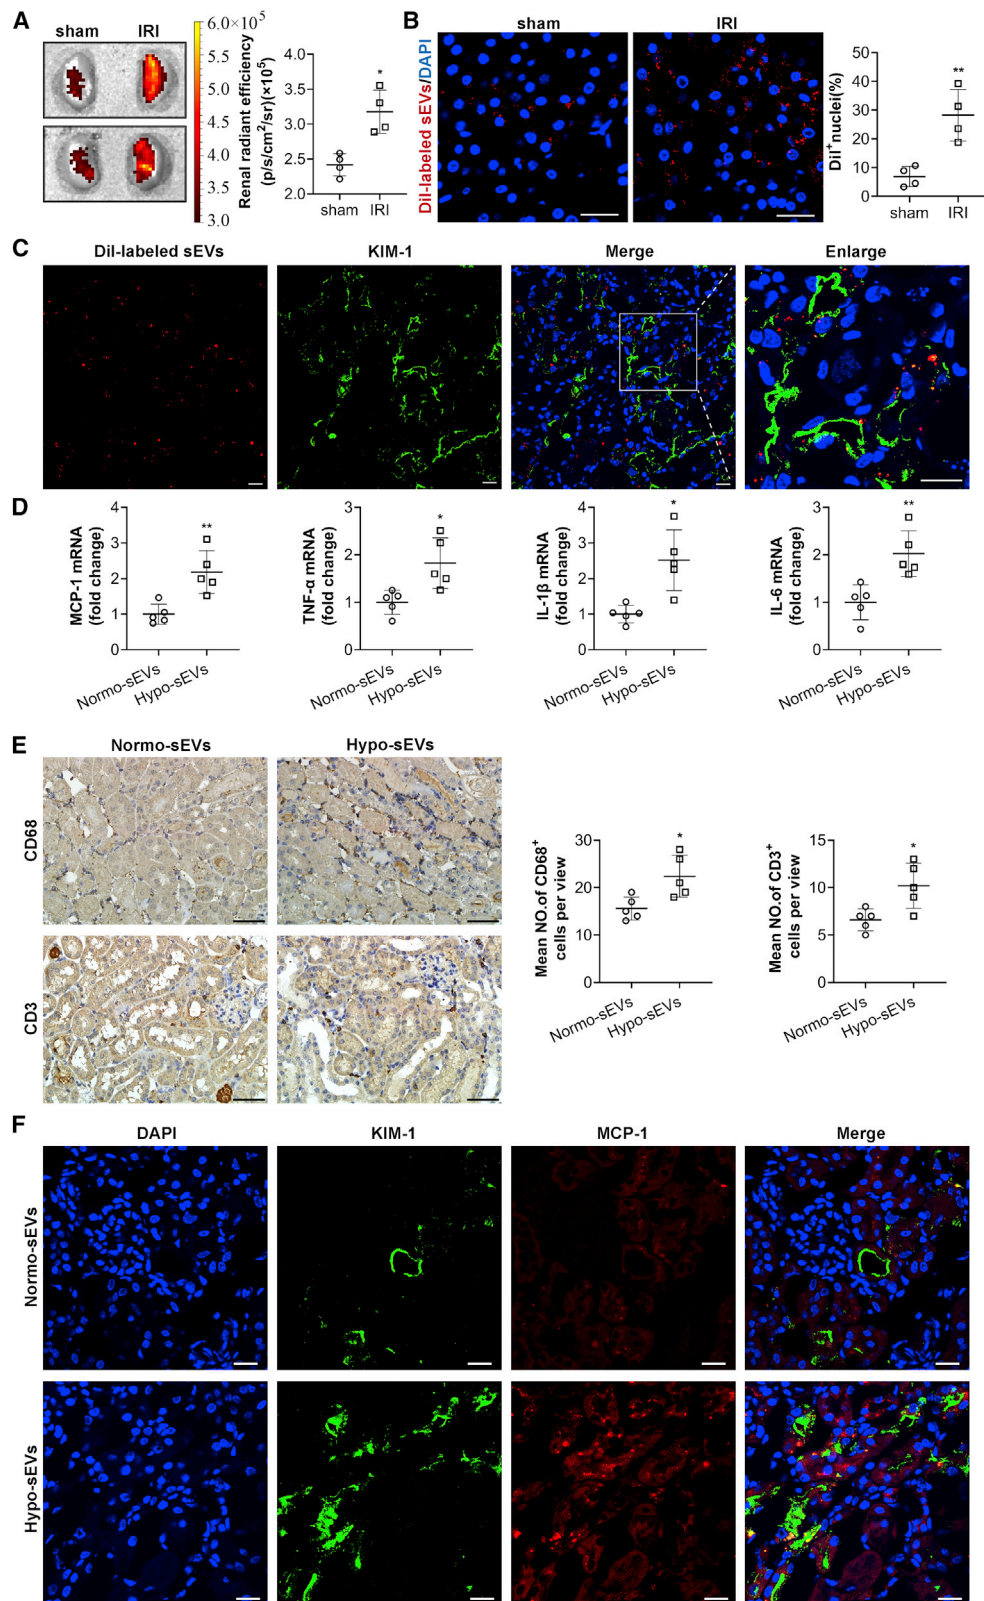 A
sham IRI
6.0×10⁵
5.5
5.0
4.5
4.0
3.5
3.0
Renal radiant efficiency
(p/s/cm²/sr)(×10⁵)
4.0
3.5
3.0
2.5
2.0
*
sham IRI
B
sham IRI
DiI-labeled sEVs/DAPI
DiI⁺nuclei(%)
50
40
30
20
10
0
**
sham IRI
C
DiI-labeled sEVs KIM-1 Merge Enlarge
D
MCP-1 mRNA
(fold change)
4
3
2
1
0
**
Normo-sEVs
Hypo-sEVs
TNF-α mRNA
(fold change)
3
2
1
0
*
Normo-sEVs
Hypo-sEVs
IL-1β mRNA
(fold change)
4
3
2
1
0
*
Normo-sEVs
Hypo-sEVs
IL-6 mRNA
(fold change)
3
2
1
0
**
Normo-sEVs
Hypo-sEVs
E
Normo-sEVs Hypo-sEVs
CD68
CD3
Mean NO.of CD68⁺
cells per view
30
20
10
0
*
Normo-sEVs
Hypo-sEVs
Mean NO.of CD3⁺
cells per view
15
10
5
0
*
Normo-sEVs
Hypo-sEVs
F
DAPI KIM-1 MCP-1 Merge
Normo-sEVs
Hypo-sEVs